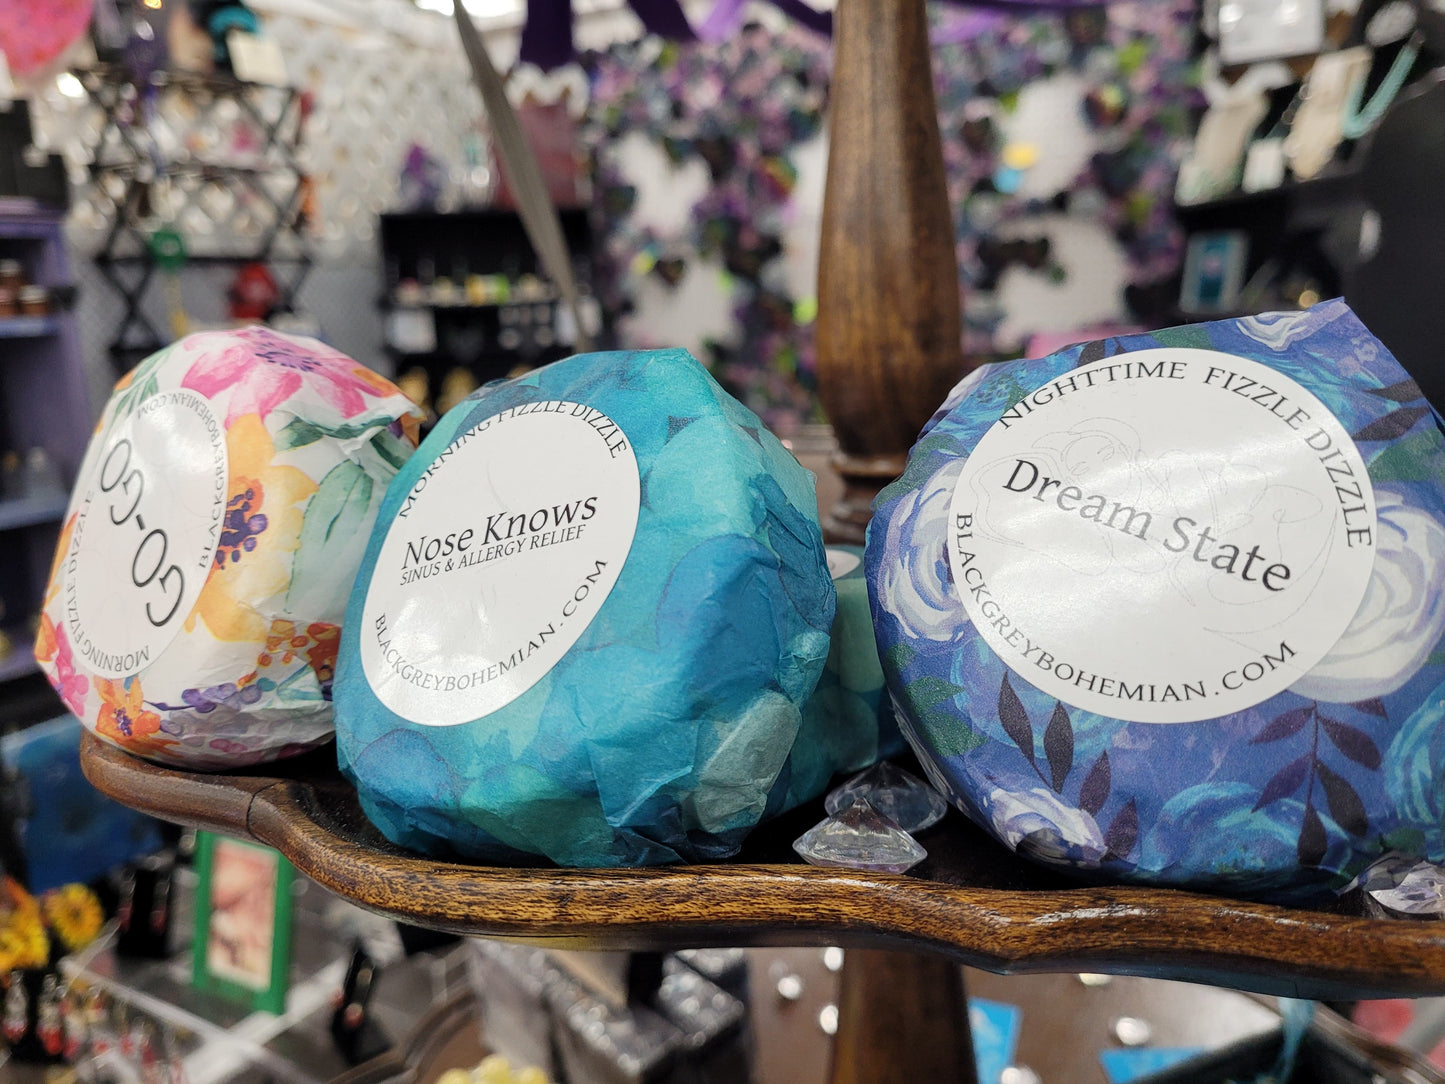 MORNING FIZZLE DIZZLE
GO-GO
BLACKGREYBOHEMIAN.COM
MORNING FIZZLE DIZZLE
Nose Knows
SINUS & ALLERGY RELIEF
BLACKGREYBOHEMIAN.COM
NIGHTTIME FIZZLE DIZZLE
Dream State
BLACKGREYBOHEMIAN.COM